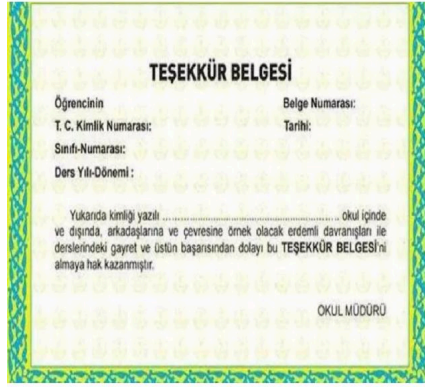 TEŞEKKÜR BELGESİ
Öğrencinin Belge Numarası:
T. C. Kimlik Numarası: Tarihi:
Sınıfı-Numarası:
Ders Yılı-Dönemi :
Yukarıda kimliği yazılı ........................................................ okul içinde
ve dışında, arkadaşlarına ve çevresine örnek olacak erdemli davranışları ile
derslerindeki gayret ve üstün başarısından dolayı bu TEŞEKKÜR BELGESİ'ni
almaya hak kazanmıştır.
OKUL MÜDÜRÜ